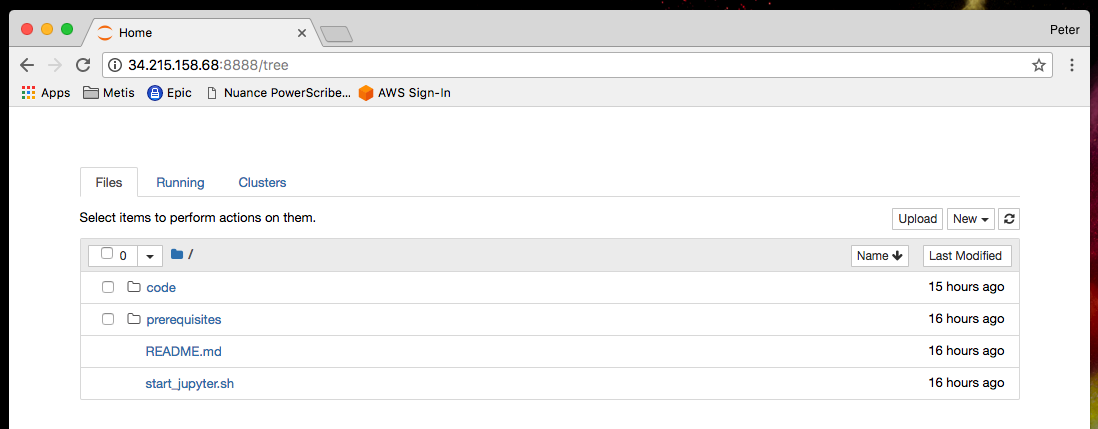 Home
Peter
34.215.158.68:8888/tree
Apps Metis Epic Nuance PowerScribe... AWS Sign-In
Files Running Clusters
Select items to perform actions on them.
Upload New
0 / Name Last Modified
code 15 hours ago
prerequisites 16 hours ago
README.md 16 hours ago
start_jupyter.sh 16 hours ago